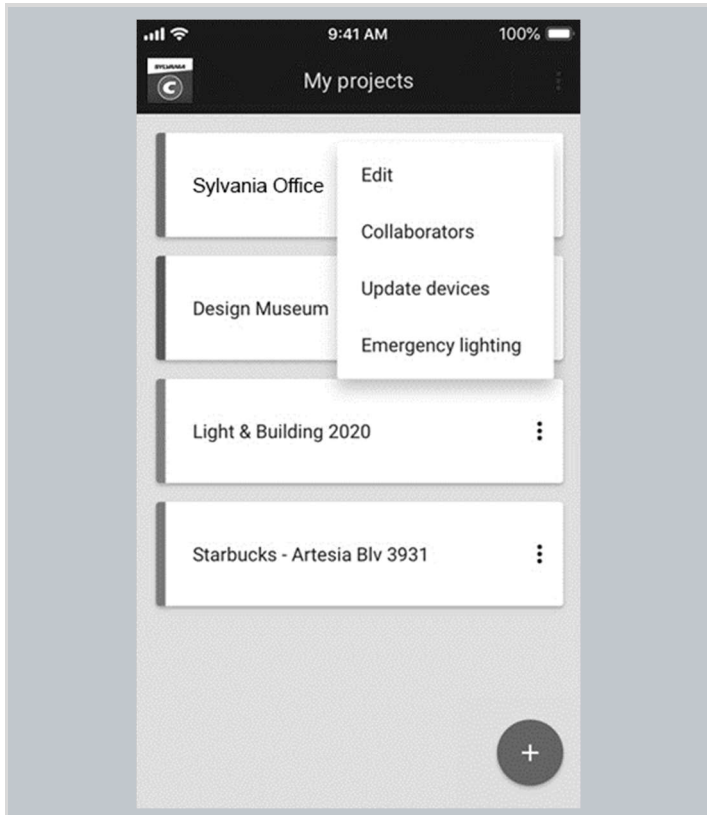 9:41 AM
100%
SYLVANIA
C
My projects
Sylvania Office
Edit
Collaborators
Update devices
Design Museum
Emergency lighting
Light & Building 2020
Starbucks - Artesia Blv 3931
+